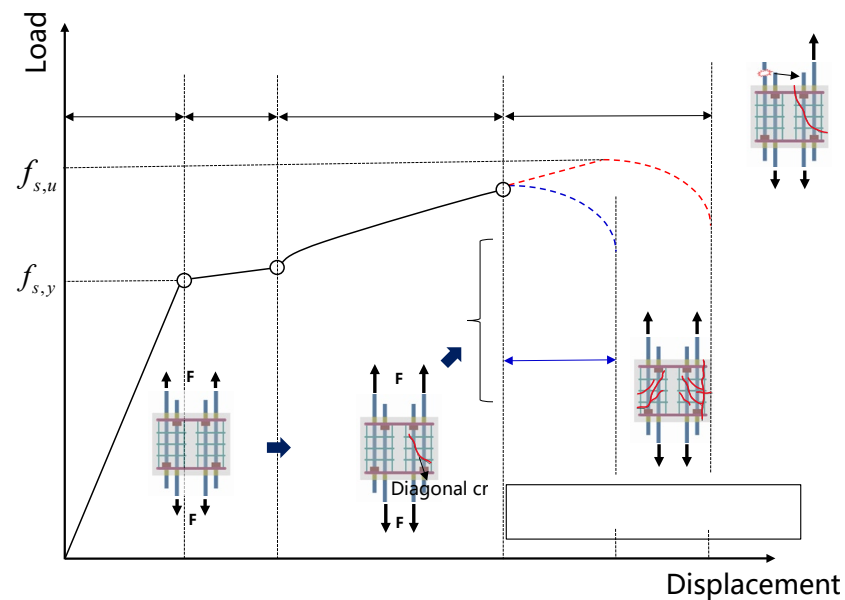 Load
f_{s,u}
f_{s,y}
F
F
F
F
Diagonal cr
Displacement